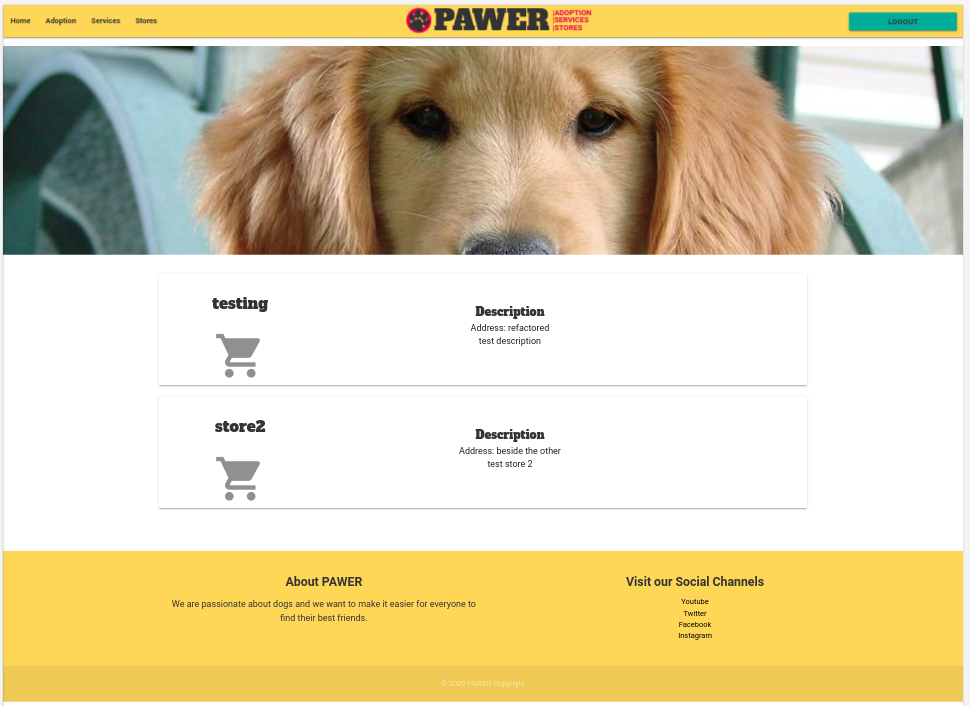 Home Adoption Services Stores
PAWER
|ADOPTION
|SERVICES
|STORES
LOGOUT
testing
Description
Address: refactored
test description
store2
Description
Address: beside the other
test store 2
About PAWER
We are passionate about dogs and we want to make it easier for everyone to
find their best friends.
Visit our Social Channels
Youtube
Twitter
Facebook
Instagram
© 2020 PAWER Copyright